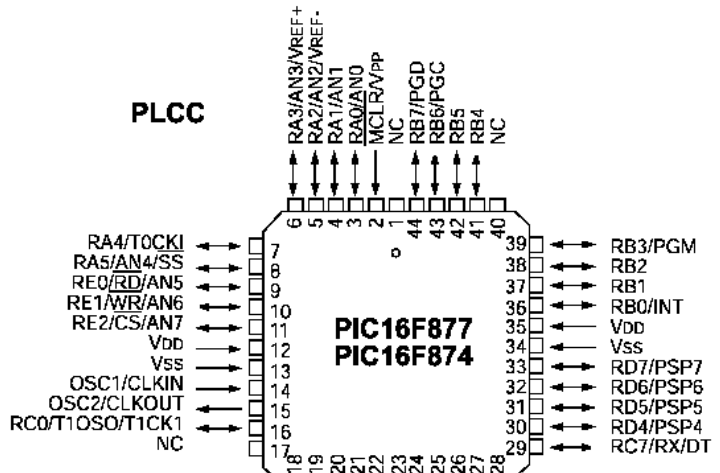 PLCC
RA3/AN3/VREF+
RA2/AN2/VREF-
RA1/AN1
RA0/AN0
MCLR/VPP
NC
RB7/PGD
RB6/PGC
RB5
RB4
NC
6 5 4 3 2 1 44 43 42 41 40
RA4/T0CKI 7
RA5/AN4/SS 8
RE0/RD/AN5 9
RE1/WR/AN6 10
RE2/CS/AN7 11
VDD 12
VSS 13
OSC1/CLKIN 14
OSC2/CLKOUT 15
RC0/T1OSO/T1CK1 16
NC 17
PIC16F877
PIC16F874
39 RB3/PGM
38 RB2
37 RB1
36 RB0/INT
35 VDD
34 VSS
33 RD7/PSP7
32 RD6/PSP6
31 RD5/PSP5
30 RD4/PSP4
29 RC7/RX/DT
18 19 20 21 22 23 24 25 26 27 28